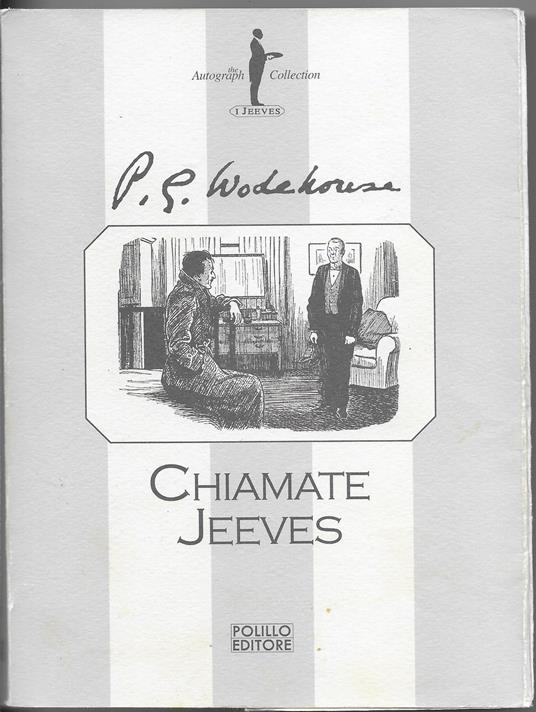 the
Autograph Collection
I JEEVES
P. G. Wodehouse
CHIAMATE
JEEVES
POLILLO
EDITORE